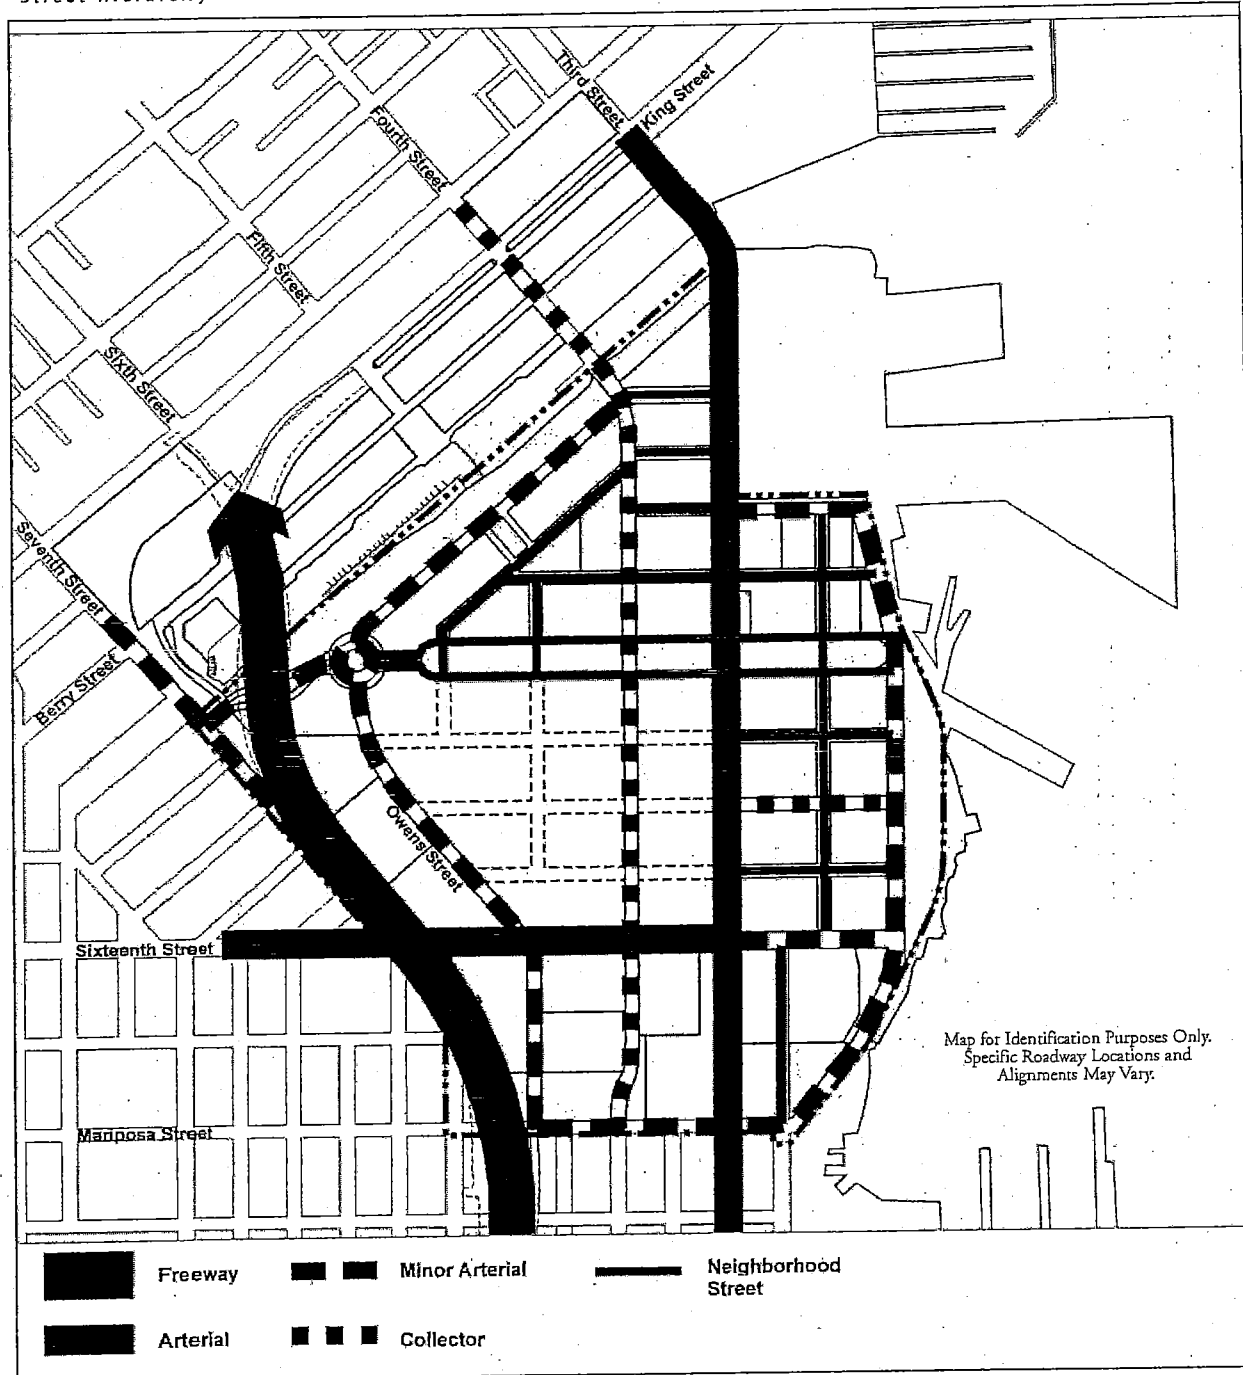 Street Hierarchy
Third Street
King Street
Fourth Street
Fifth Street
Sixth Street
Seventh Street
Berry Street
Owens Street
Sixteenth Street
Map for Identification Purposes Only.
Specific Roadway Locations and
Alignments May Vary.
Mariposa Street
Freeway
Minor Arterial
Neighborhood
Street
Arterial
Collector